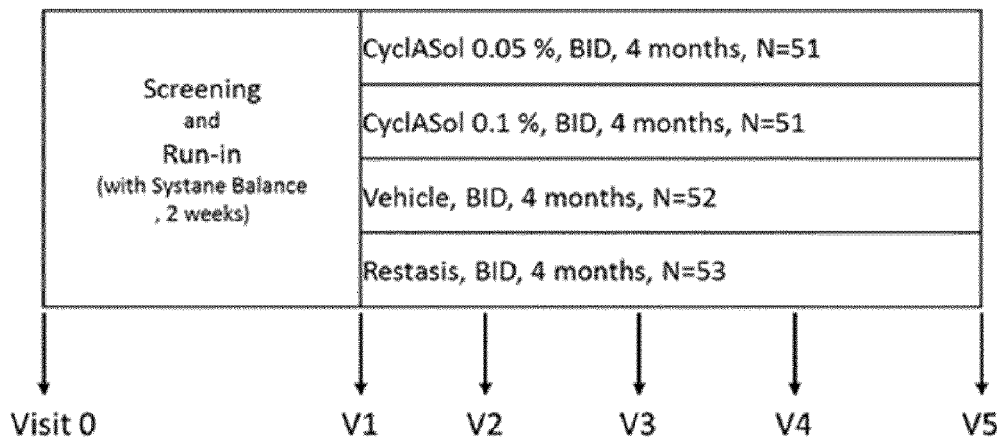 Screening
and
Run-in
(with Systane Balance
, 2 weeks)
CyclASol 0.05 %, BID, 4 months, N=51
CyclASol 0.1 %, BID, 4 months, N=51
Vehicle, BID, 4 months, N=52
Restasis, BID, 4 months, N=53
Visit 0 V1 V2 V3 V4 V5